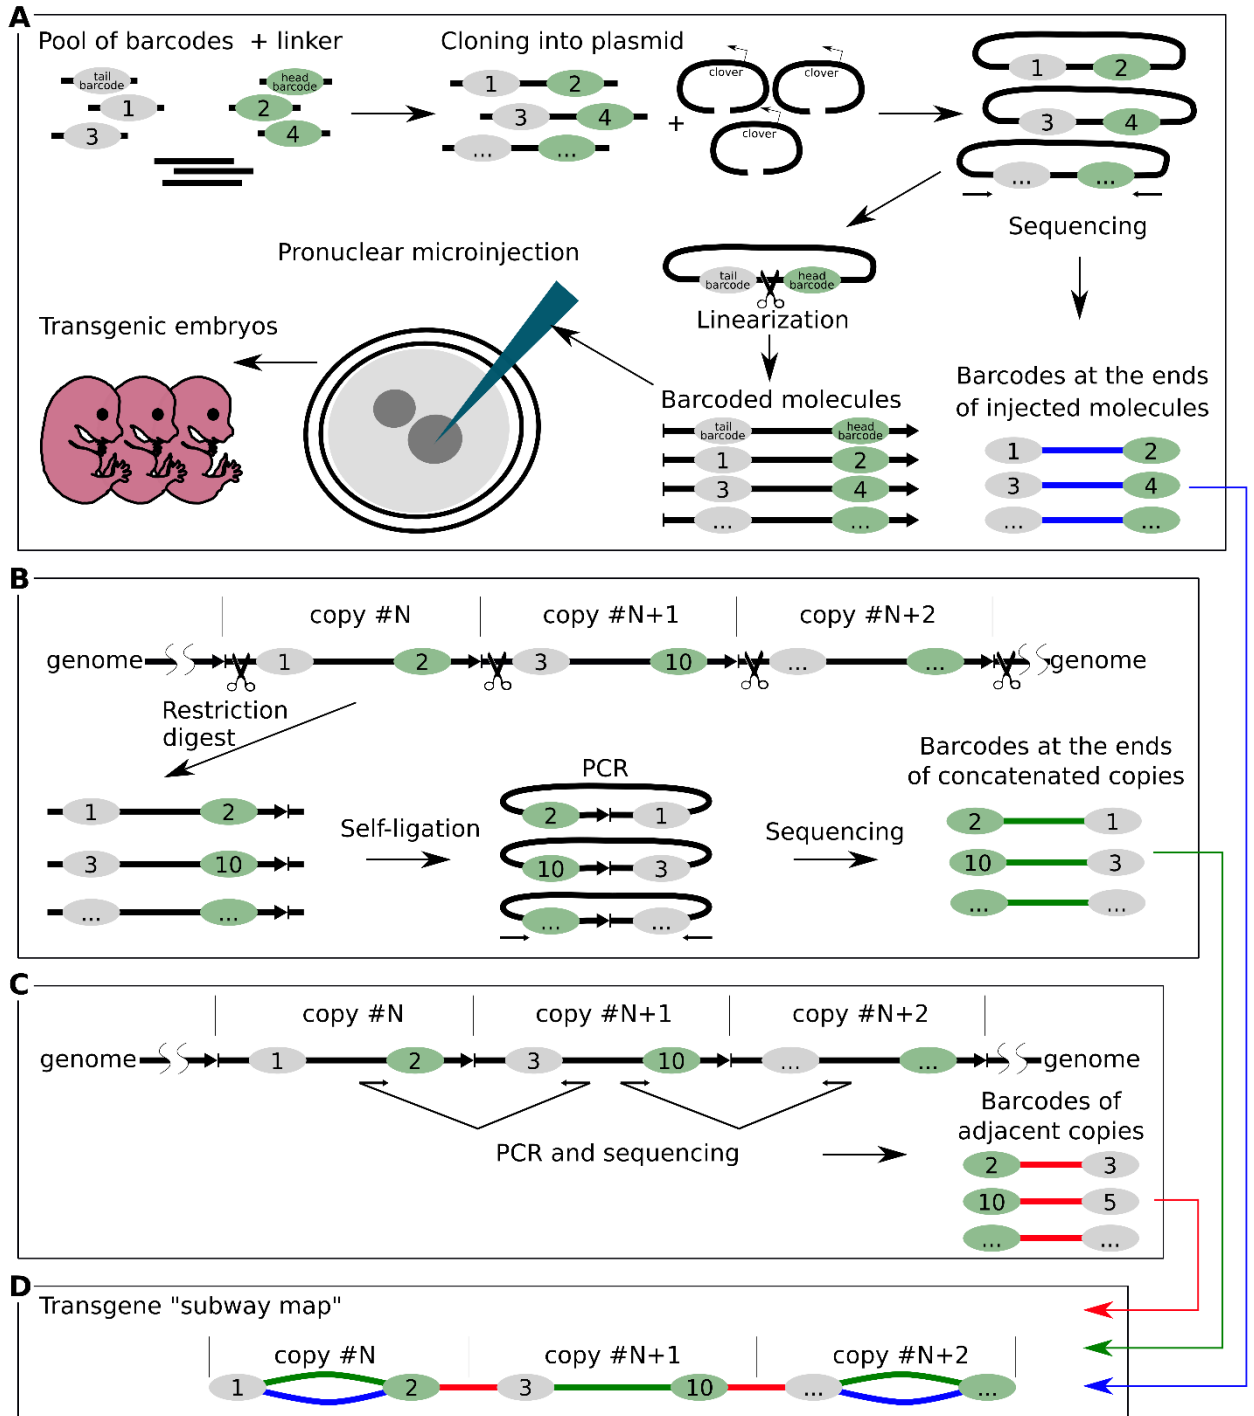 A
Pool of barcodes + linker
Cloning into plasmid
tail
barcode
head
barcode
1
2
3
4
1
2
3
4
...
...
+
clover
clover
clover
1
2
3
4
...
...
Sequencing
Pronuclear microinjection
tail
barcode
head
barcode
Linearization
Transgenic embryos
Barcodes at the ends
of injected molecules
Barcoded molecules
tail
barcode
head
barcode
1
2
3
4
...
...
1
2
3
4
...
...
B
copy #N
copy #N+1
copy #N+2
genome
1
2
3
10
...
...
genome
Restriction
digest
Barcodes at the ends
of concatenated copies
PCR
1
2
3
10
...
...
Self-ligation
2
1
10
3
...
...
Sequencing
2
1
10
3
...
...
C
copy #N
copy #N+1
copy #N+2
genome
1
2
3
10
...
...
genome
Barcodes of
adjacent copies
PCR and sequencing
2
3
10
5
...
...
D
Transgene "subway map"
copy #N
copy #N+1
copy #N+2
1
2
3
10
...
...